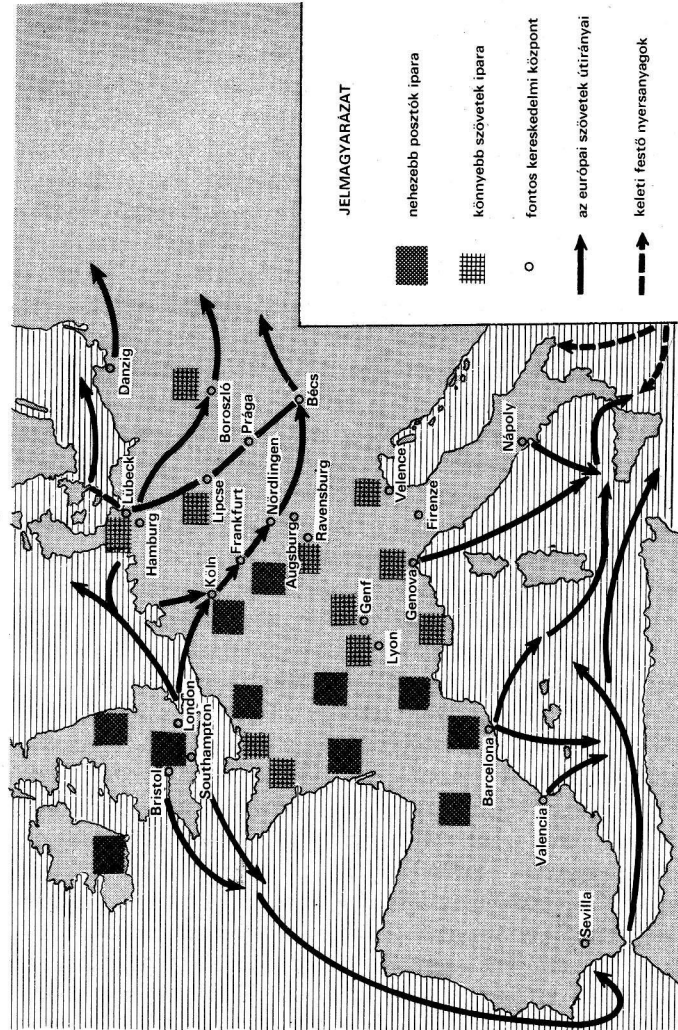 JELMAGYARÁZAT
nehezebb posztók ipara
könnyebb szövetek ipara
fontos kereskedelmi központ
az európai szövetek útirányai
keleti festő nyersanyagok
Danzig
Lübeck
Hamburg
Boroszló
Lipcse
Prága
Köln
Frankfurt
Nördlingen
Bécs
London
Bristol
Southampton
Augsburg
Ravensburg
Genf
Lyon
Velence
Genova
Firenze
Nápoly
Barcelona
Valencia
Sevilla